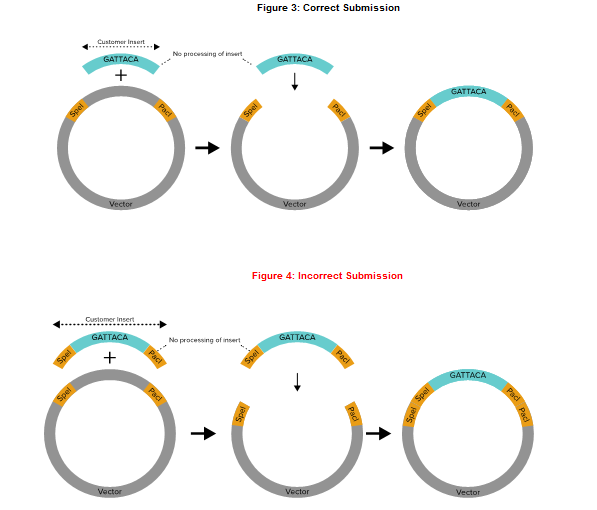 Figure 3: Correct Submission
Customer Insert
GATTACA
No processing of insert
GATTACA
+
SpeI
PacI
SpeI
PacI
GATTACA
SpeI
PacI
Vector
Vector
Vector
Figure 4: Incorrect Submission
Customer Insert
GATTACA
No processing of insert
GATTACA
SpeI
PacI
SpeI
PacI
+
SpeI
PacI
SpeI
PacI
GATTACA
SpeI
SpeI
PacI
PacI
Vector
Vector
Vector